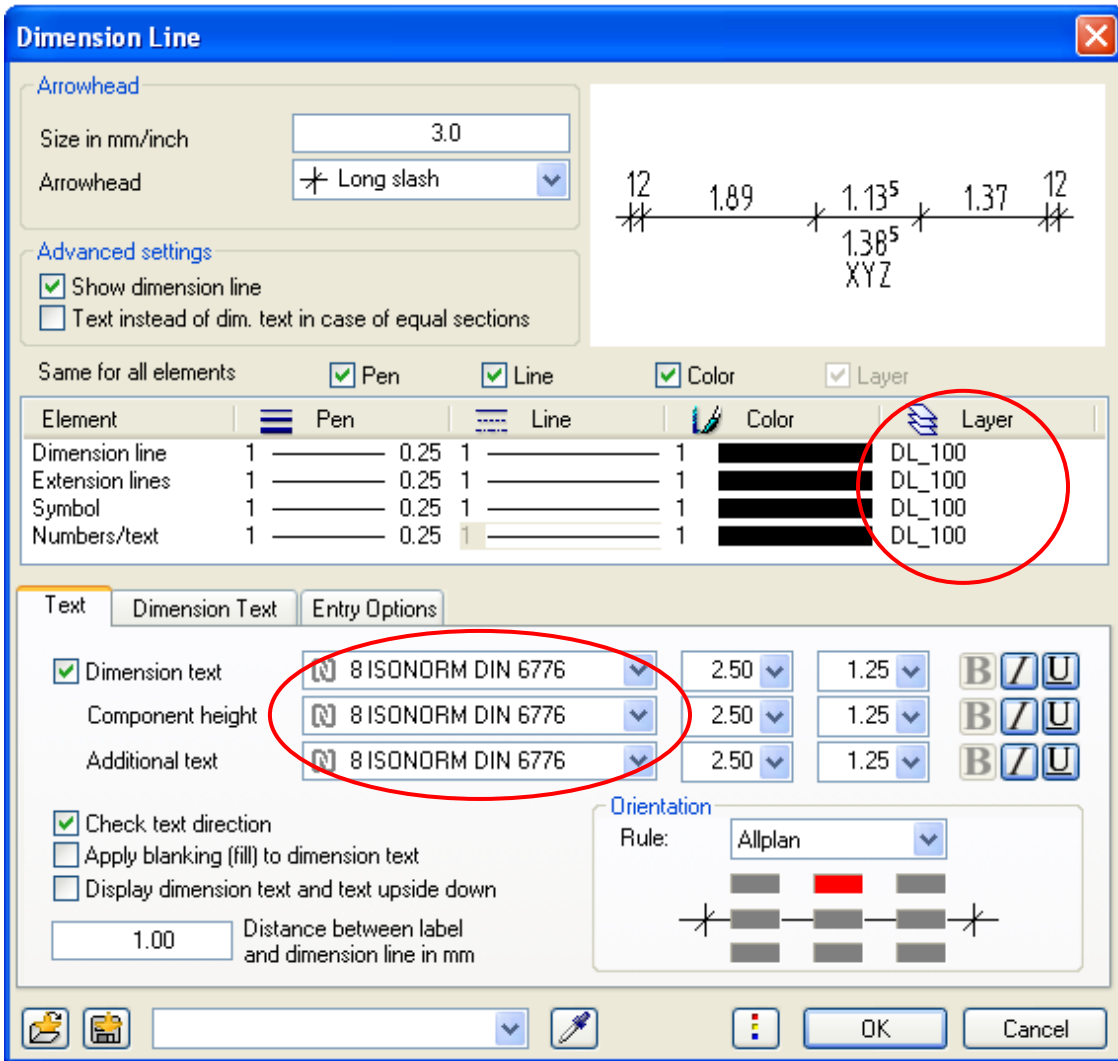 Dimension Line
Arrowhead
Size in mm/inch 3.0
Arrowhead Long slash
12 1.89 1.13⁵ 1.37 12
1.38⁵
XYZ
Advanced settings
Show dimension line
Text instead of dim. text in case of equal sections
Same for all elements Pen Line Color Layer
Element Pen Line Color Layer
Dimension line 1 0.25 1 1 DL_100
Extension lines 1 0.25 1 1 DL_100
Symbol 1 0.25 1 1 DL_100
Numbers/text 1 0.25 1 1 DL_100
Text Dimension Text Entry Options
Dimension text 8 ISONORM DIN 6776 2.50 1.25 B I U
Component height 8 ISONORM DIN 6776 2.50 1.25 B I U
Additional text 8 ISONORM DIN 6776 2.50 1.25 B I U
Check text direction
Apply blanking (fill) to dimension text
Display dimension text and text upside down
1.00 Distance between label
and dimension line in mm
Orientation
Rule: Allplan
OK Cancel